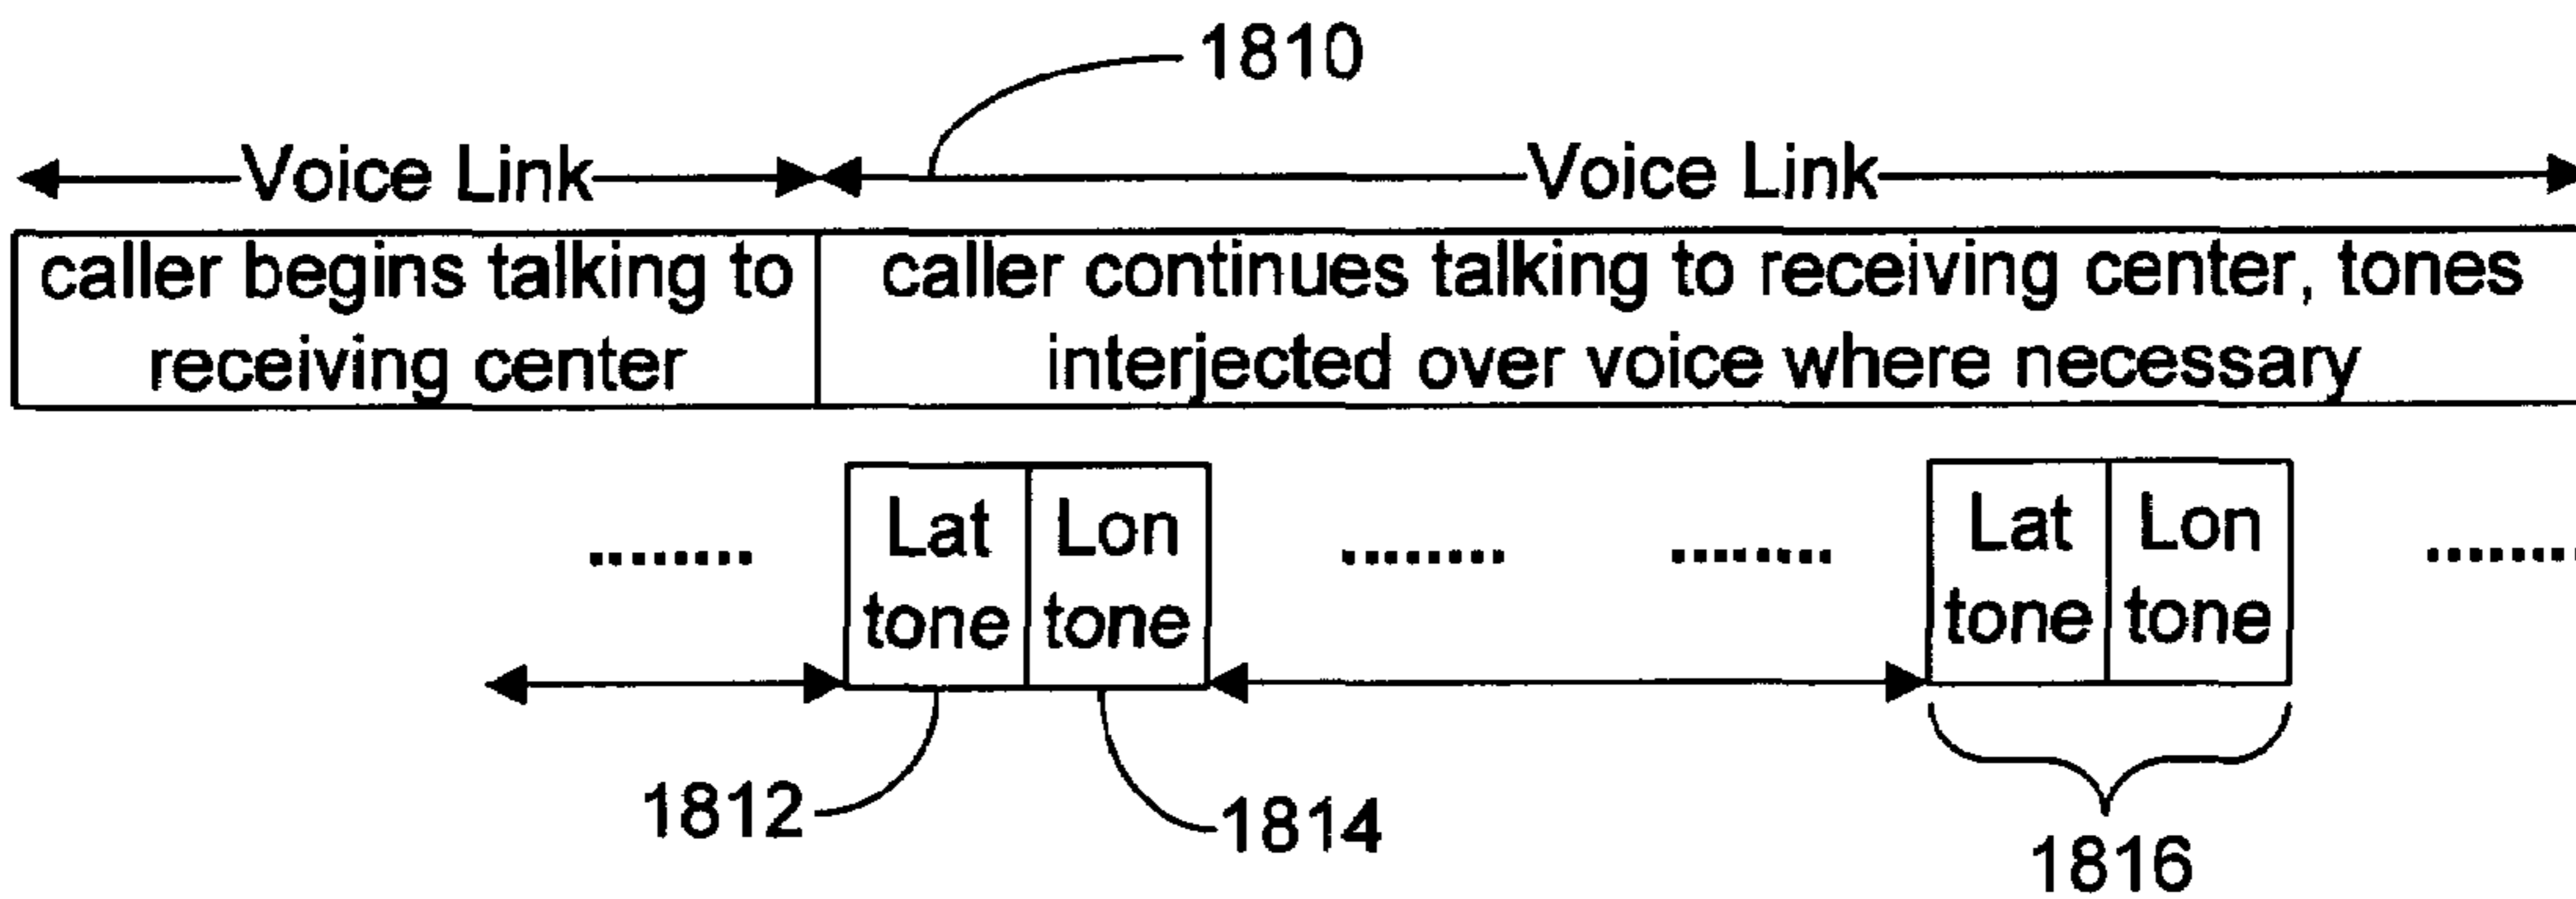 1810
Voice Link
Voice Link
caller begins talking to
receiving center
caller continues talking to receiving center, tones
interjected over voice where necessary
Lat
tone
Lon
tone
Lat
tone
Lon
tone
1812
1814
1816